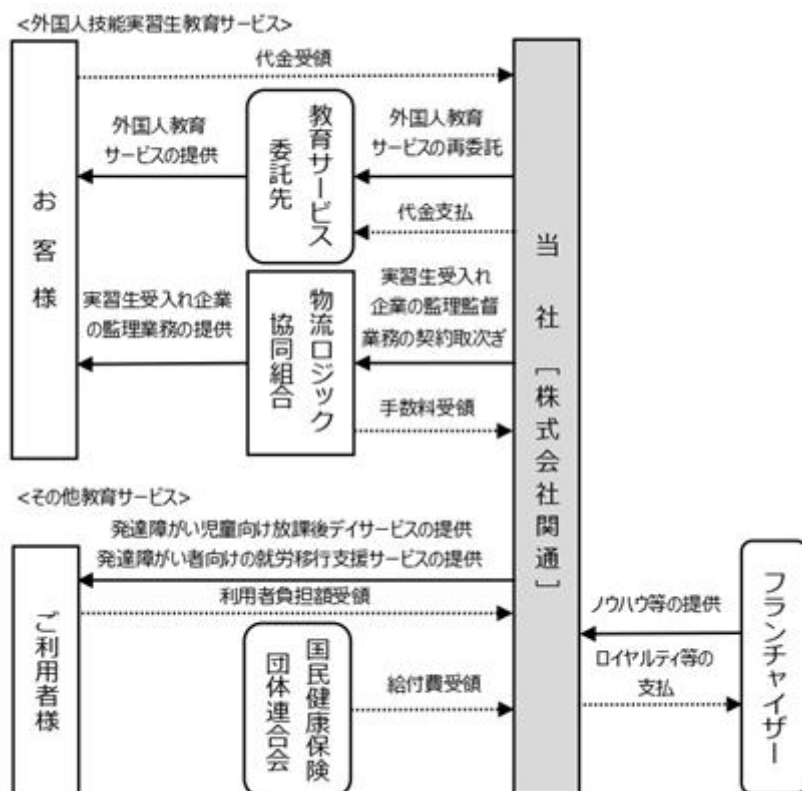 <外国人技能実習生教育サービス>
代金受領
お客様
外国人教育
サービスの提供
教育サービス
委託先
外国人教育
サービスの再委託
代金支払
実習生受入れ企業
の監理業務の提供
物流ロジック
協同組合
実習生受入れ
企業の監理監督
業務の契約取次ぎ
手数料受領
当社[株式会社関通]
<その他教育サービス>
発達障がい児童向け放課後デイサービスの提供
発達障がい者向けの就労移行支援サービスの提供
ご利用者様
利用者負担額受領
国民健康保険
団体連合会
給付費受領
ノウハウ等の提供
ロイヤルティ等の
支払
フランチャイザー